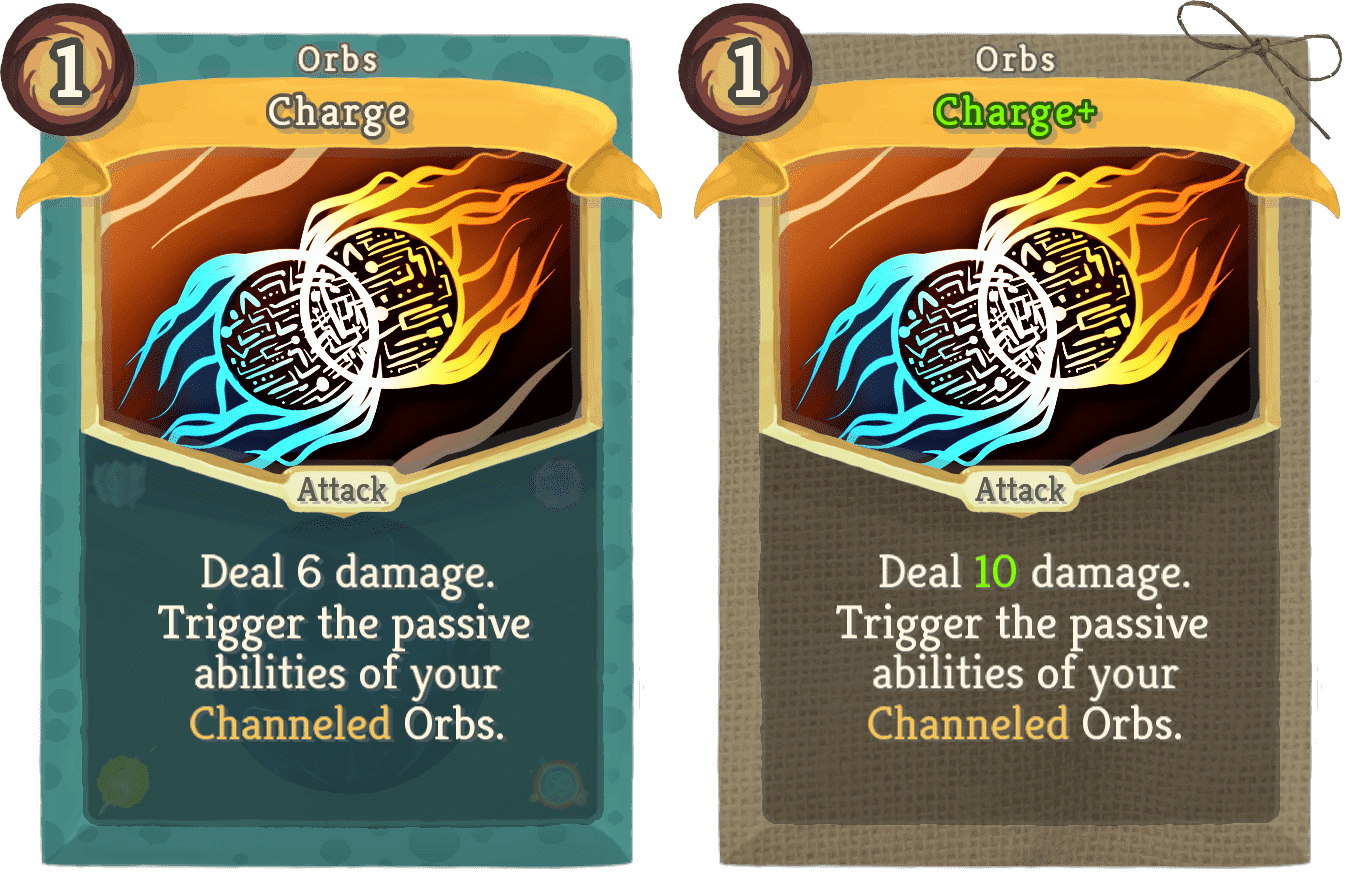 1
Orbs
Charge
Attack
Deal 6 damage.
Trigger the passive
abilities of your
Channeled Orbs.
1
Orbs
Charge+
Attack
Deal 10 damage.
Trigger the passive
abilities of your
Channeled Orbs.